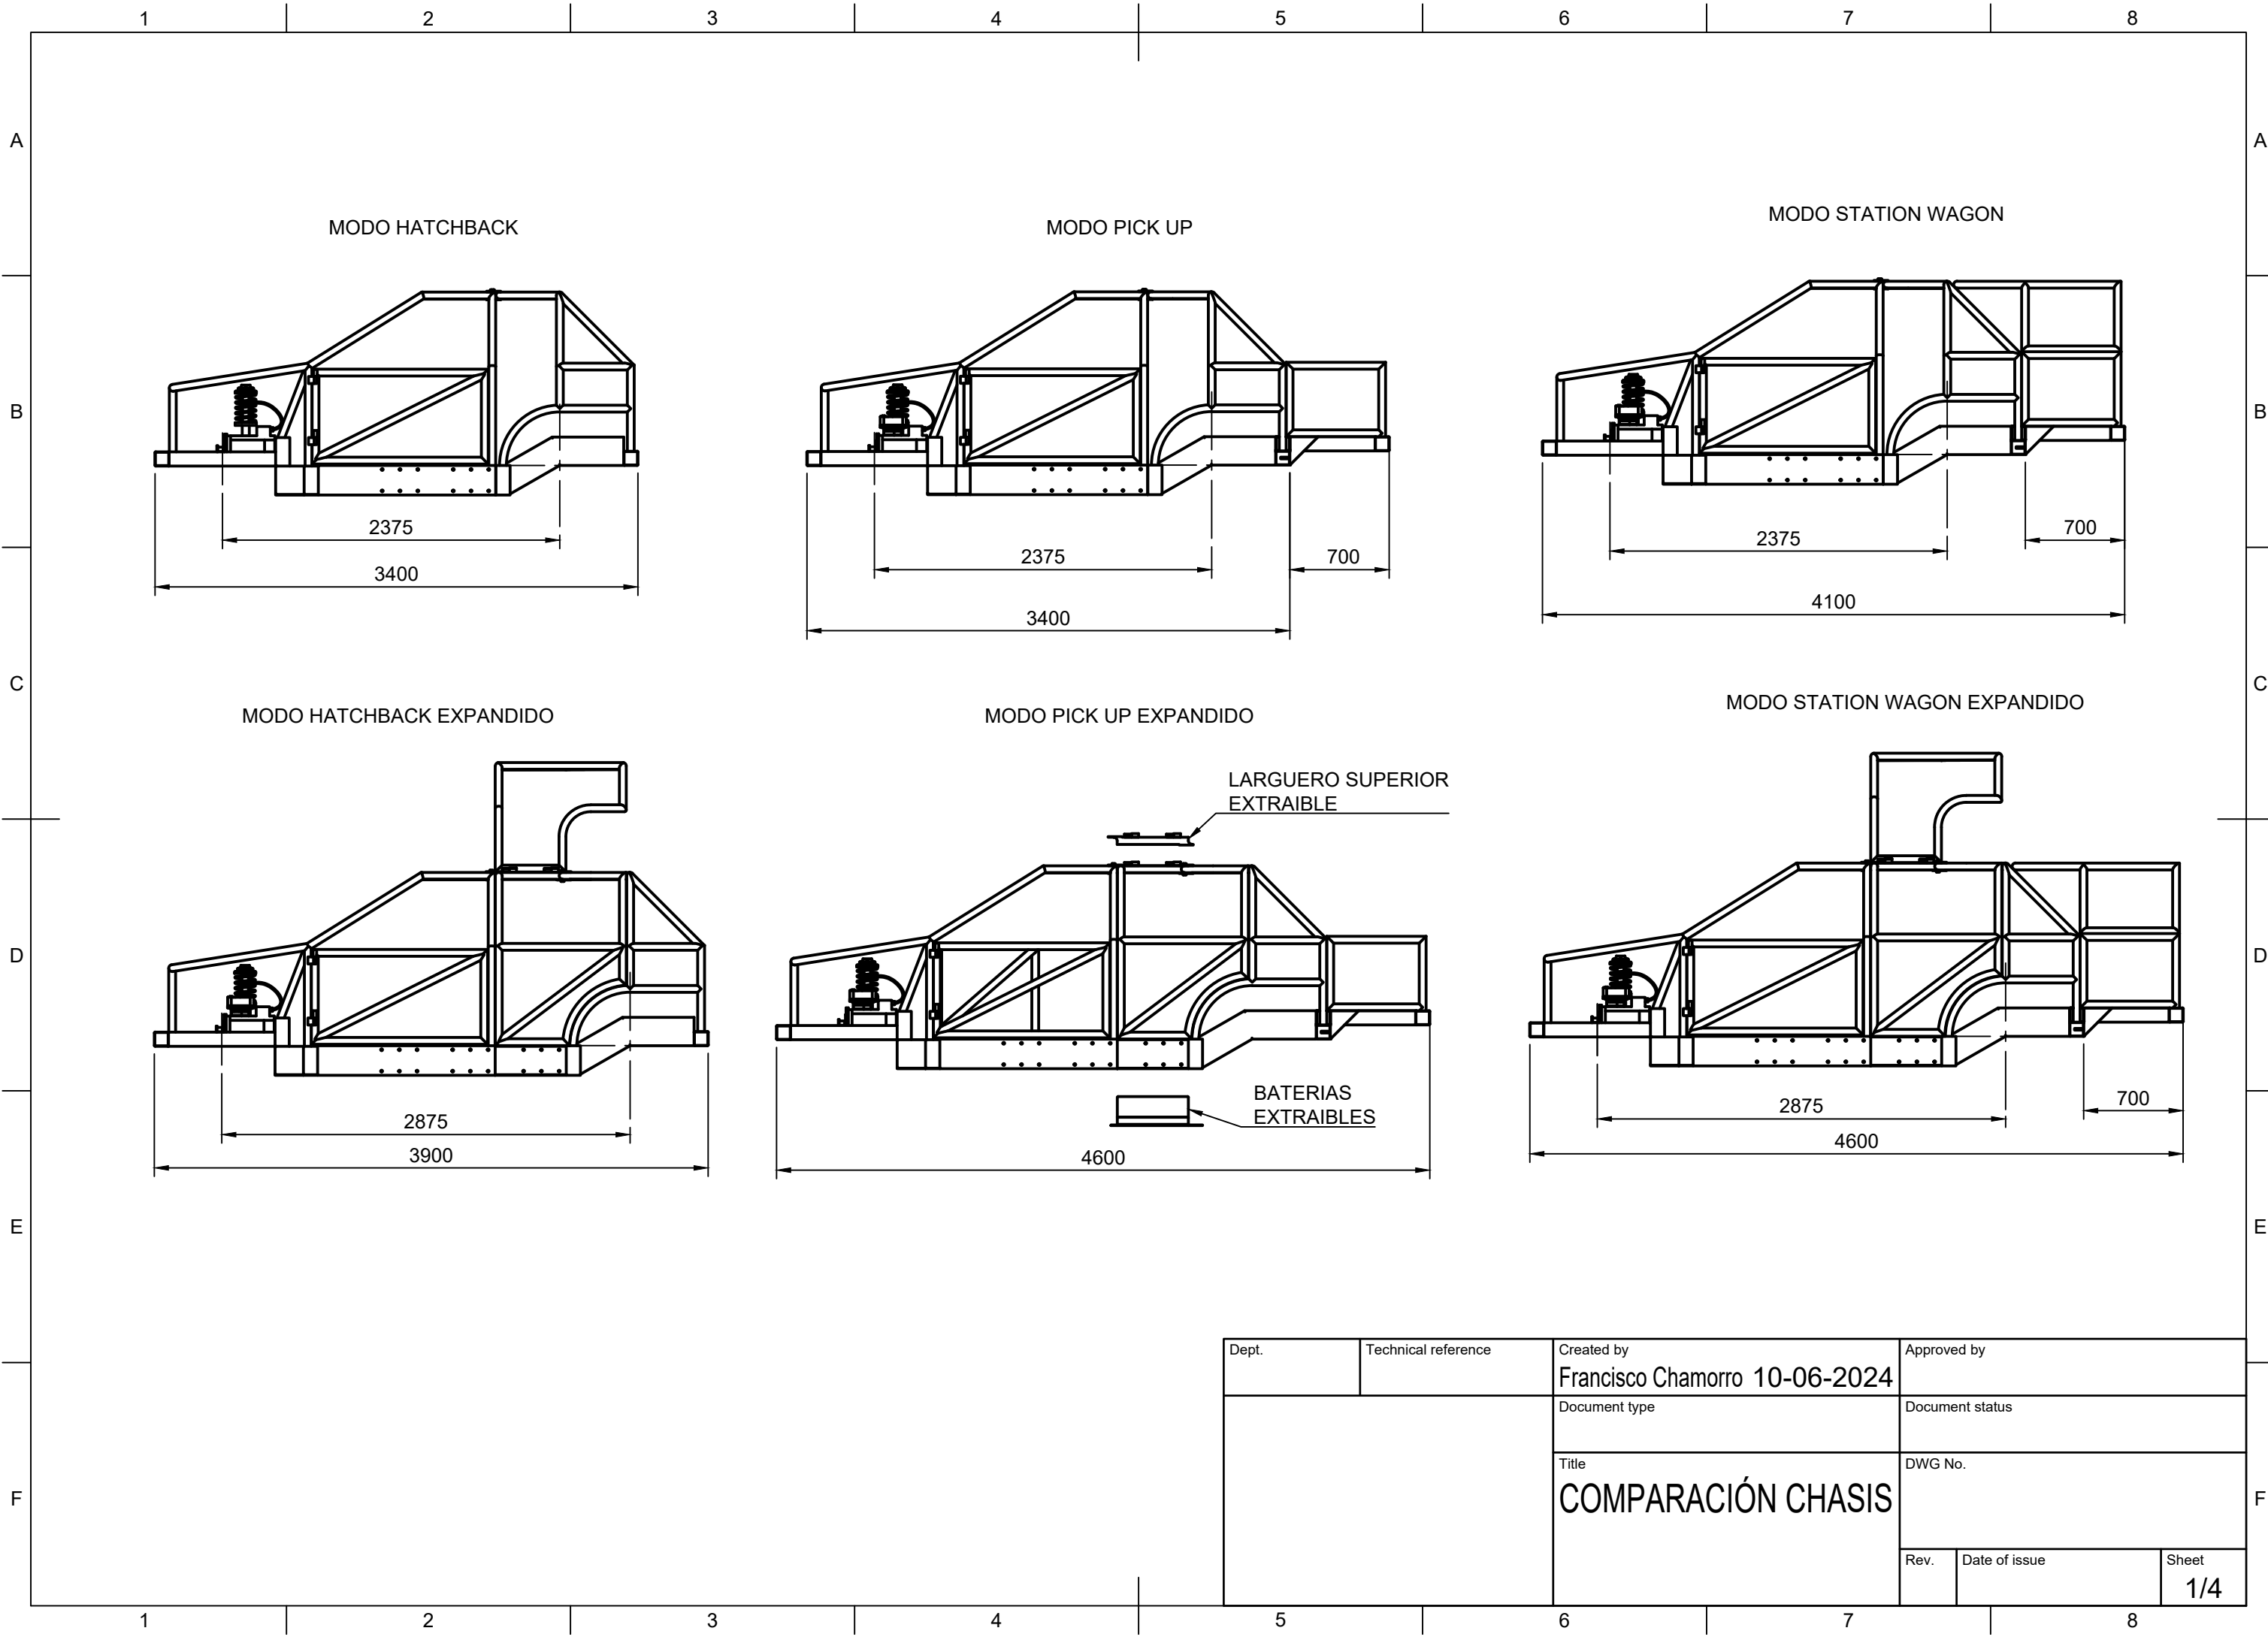 1 2 3 4 5 6 7 8
A A
MODO HATCHBACK
MODO PICK UP
MODO STATION WAGON
B B
2375
3400
2375
700
3400
2375
700
4100
C C
MODO HATCHBACK EXPANDIDO
MODO PICK UP EXPANDIDO
MODO STATION WAGON EXPANDIDO
LARGUERO SUPERIOR
EXTRAIBLE
D D
BATERIAS
EXTRAIBLES
2875
3900
4600
2875
700
4600
E E
Dept.
Technical reference
Created by
Francisco Chamorro 10-06-2024
Approved by
Document type
Document status
Title
COMPARACIÓN CHASIS
DWG No.
F F
Rev.
Date of issue
Sheet
1/4
1 2 3 4 5 6 7 8